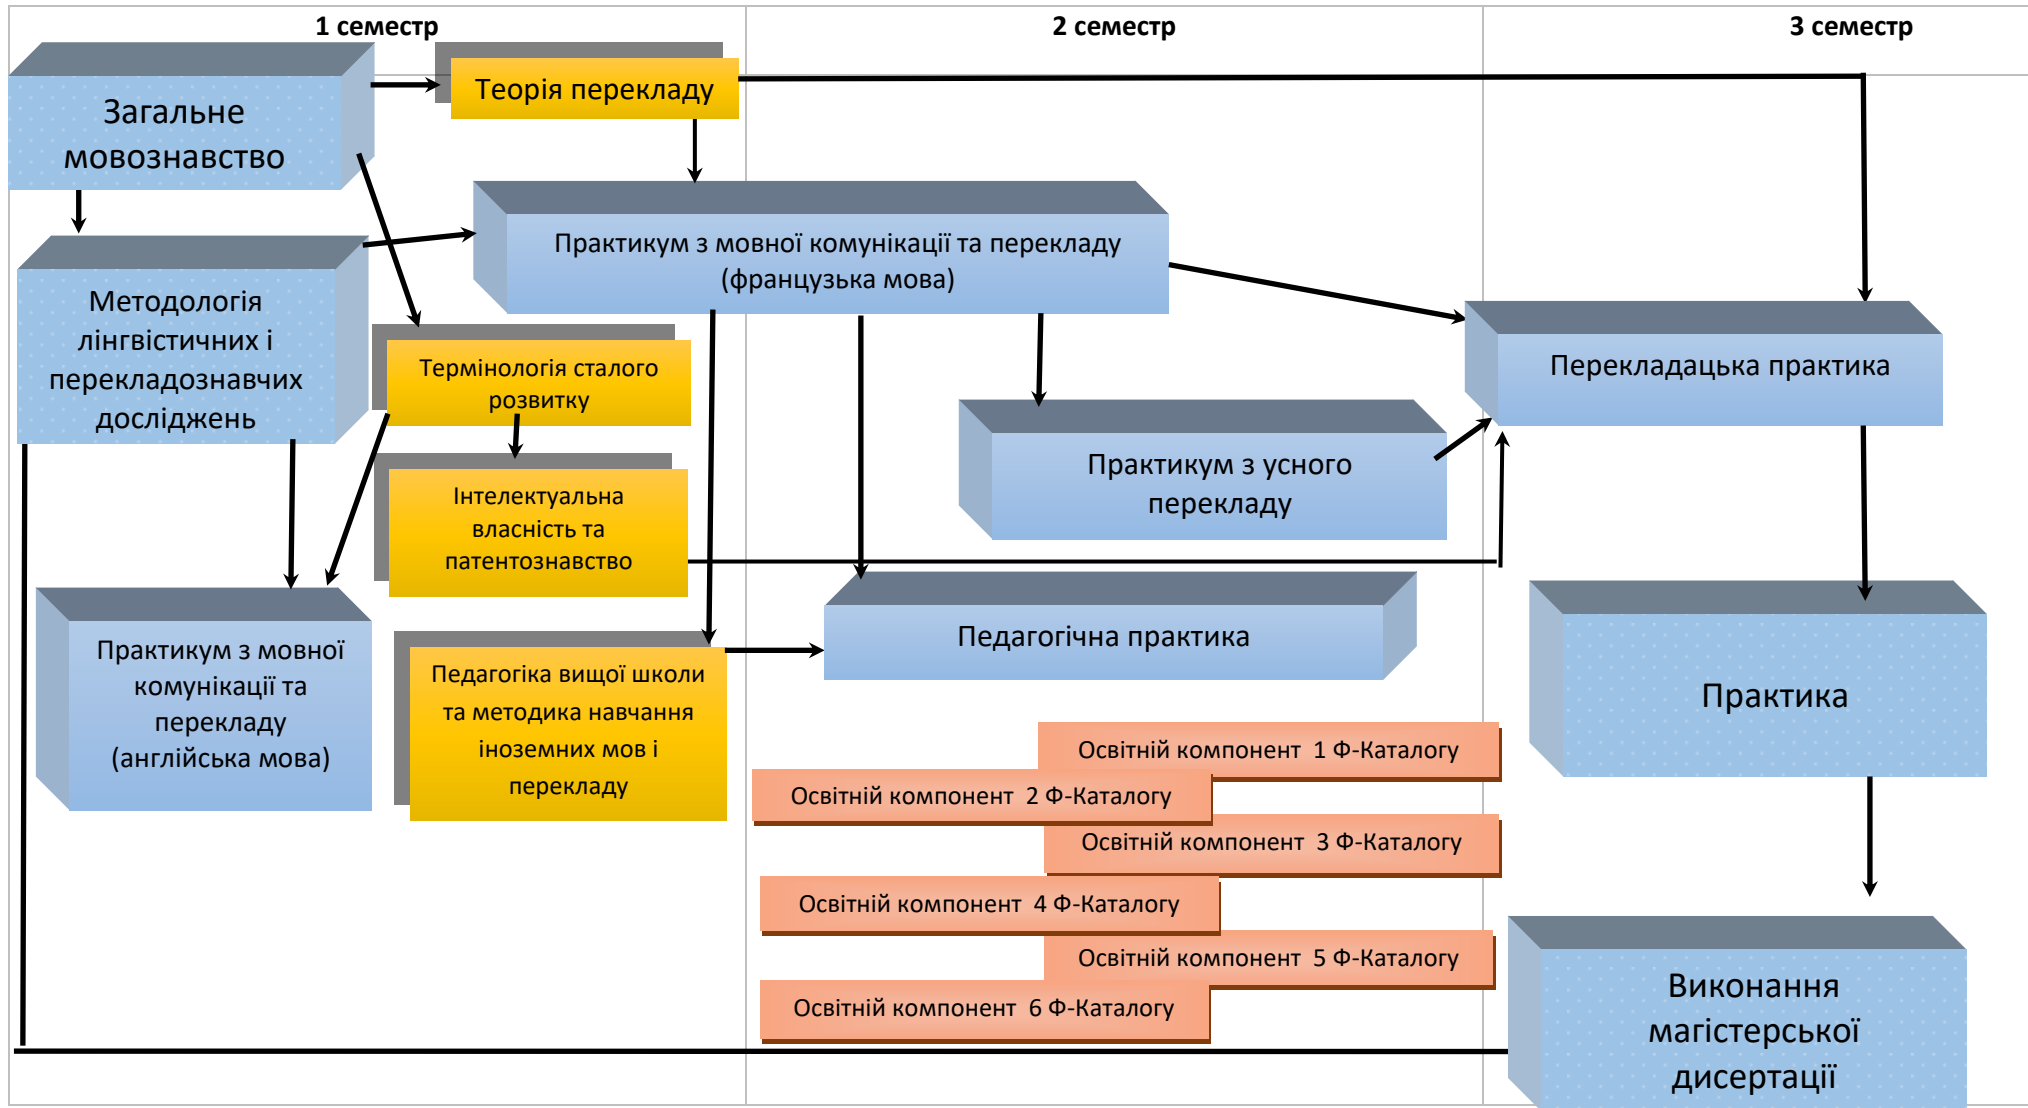 1 семестр
2 семестр
3 семестр
Загальне
мовознавство
Теорія перекладу
Практикум з мовної комунікації та перекладу
(французька мова)
Методологія
лінгвістичних і
перекладознавчих
досліджень
Термінологія сталого
розвитку
Перекладацька практика
Практикум з усного
перекладу
Інтелектуальна
власність та
патентознавство
Практикум з мовної
комунікації та
перекладу
(англійська мова)
Педагогіка вищої школи
та методика навчання
іноземних мов і
перекладу
Педагогічна практика
Практика
Освітній компонент 1 Ф-Каталогу
Освітній компонент 2 Ф-Каталогу
Освітній компонент 3 Ф-Каталогу
Освітній компонент 4 Ф-Каталогу
Освітній компонент 5 Ф-Каталогу
Освітній компонент 6 Ф-Каталогу
Виконання
магістерської
дисертації